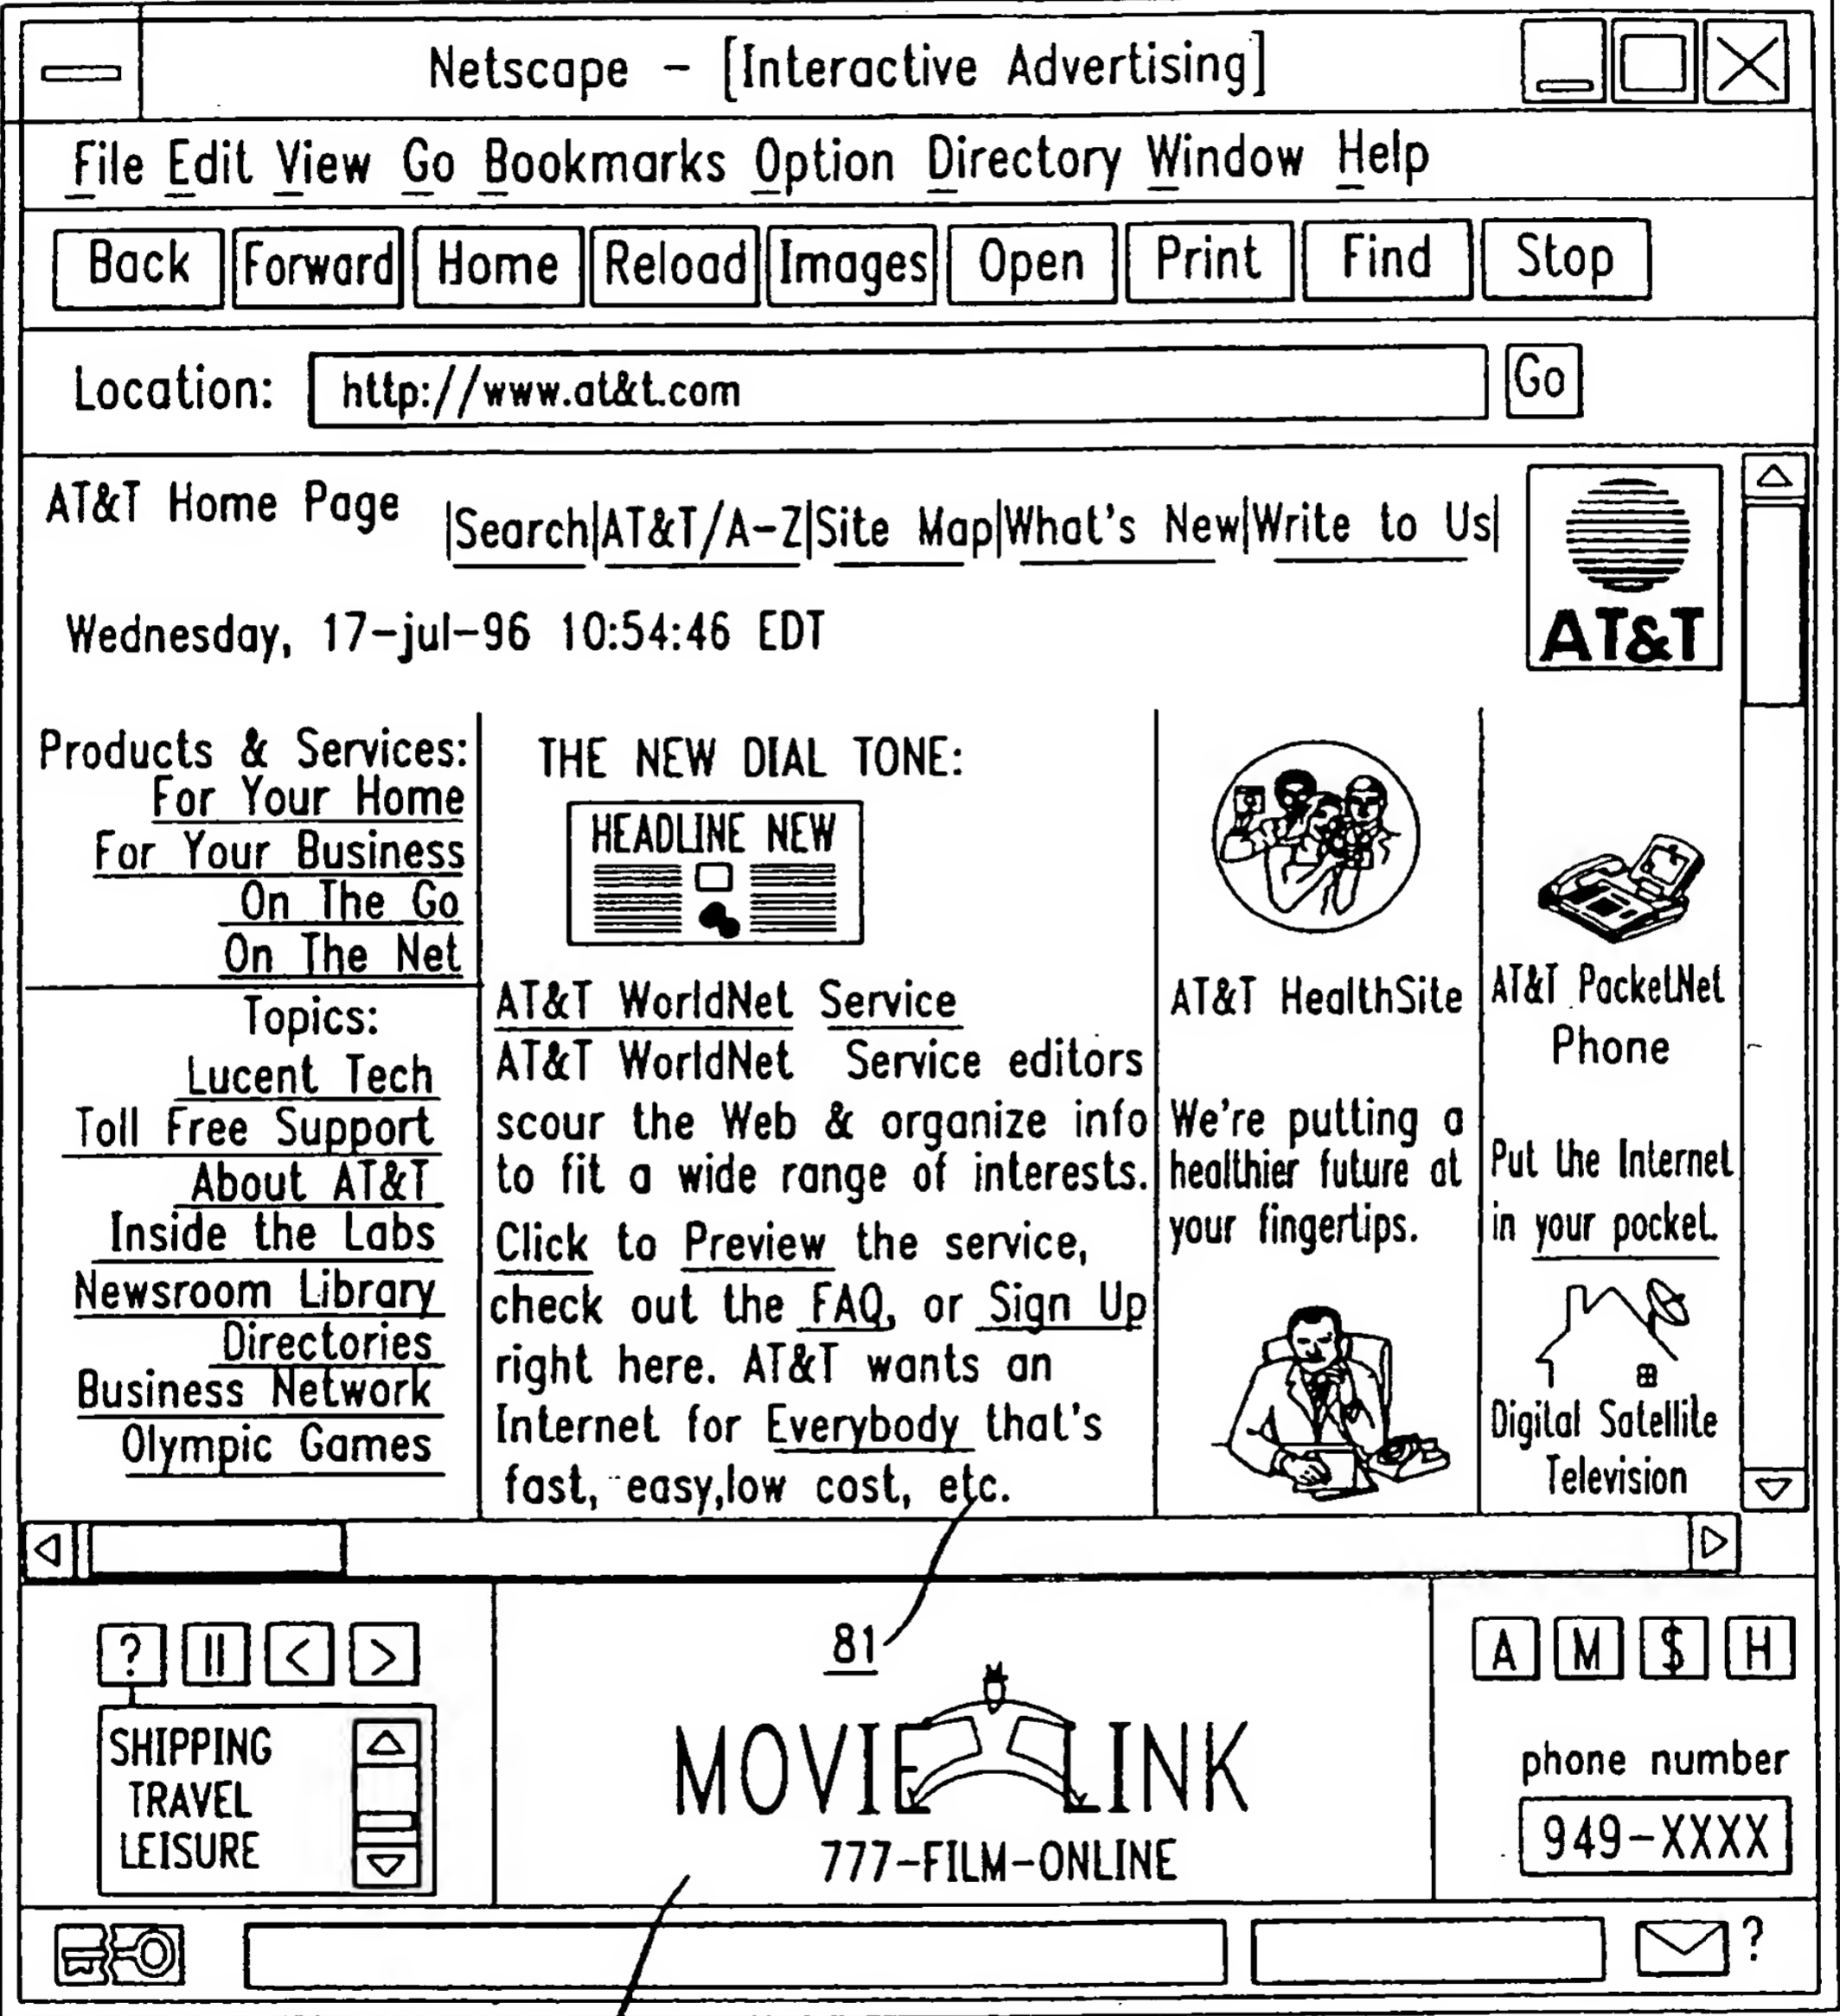 Netscape - [Interactive Advertising]
File Edit View Go Bookmarks Option Directory Window Help
Back Forward Home Reload Images Open Print Find Stop
Location: http://www.at&t.com Go
AT&T Home Page |Search|AT&T/A-Z|Site Map|What's New|Write to Us|
AT&T
Wednesday, 17-jul-96 10:54:46 EDT
Products & Services:
For Your Home
For Your Business
On The Go
On The Net
Topics:
Lucent Tech
Toll Free Support
About AT&T
Inside the Labs
Newsroom Library
Directories
Business Network
Olympic Games
THE NEW DIAL TONE:
HEADLINE NEW
AT&T WorldNet Service
AT&T WorldNet Service editors
scour the Web & organize info
to fit a wide range of interests.
Click to Preview the service,
check out the FAQ, or Sign Up
right here. AT&T wants an
Internet for Everybody that's
fast, easy,low cost, etc.
AT&T HealthSite
We're putting a
healthier future at
your fingertips.
AT&T PocketNet
Phone
Put the Internet
in your pocket.
Digital Satellite
Television
? || < >
SHIPPING
TRAVEL
LEISURE
81
MOVIE LINK
777-FILM-ONLINE
A M $ H
phone number
949-XXXX
?